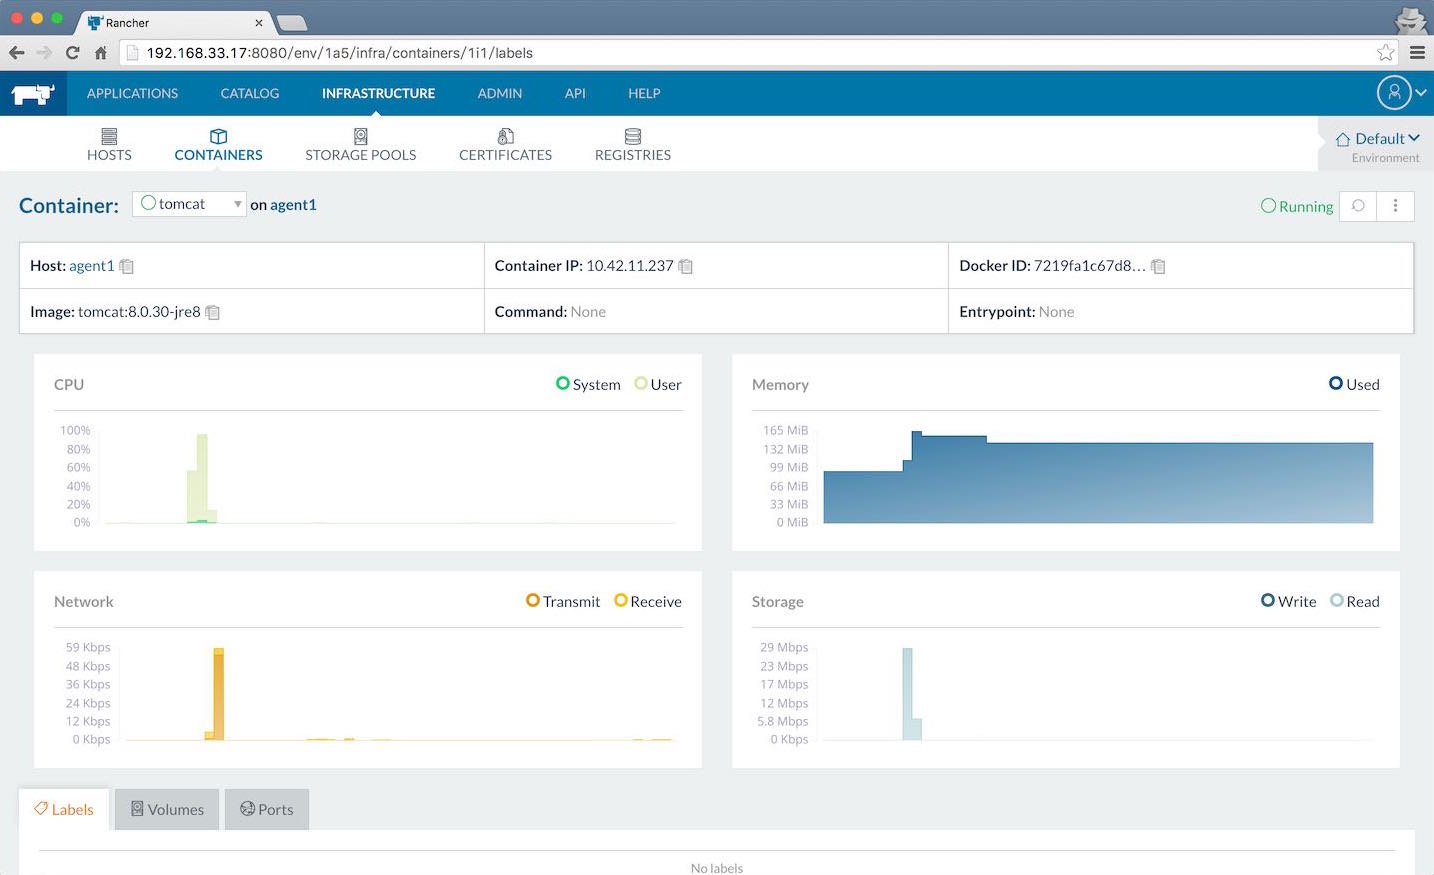 Rancher
192.168.33.17:8080/env/1a5/infra/containers/1i1/labels
APPLICATIONS CATALOG INFRASTRUCTURE ADMIN API HELP
HOSTS CONTAINERS STORAGE POOLS CERTIFICATES REGISTRIES
Default
Environment
Container: tomcat on agent1 Running
Host: agent1 Container IP: 10.42.11.237 Docker ID: 7219fa1c67d8...
Image: tomcat:8.0.30-jre8 Command: None Entrypoint: None
CPU System User
100%
80%
60%
40%
20%
0%
Memory Used
165 MiB
132 MiB
99 MiB
66 MiB
33 MiB
0 MiB
Network Transmit Receive
59 Kbps
48 Kbps
36 Kbps
24 Kbps
12 Kbps
0 Kbps
Storage Write Read
29 Mbps
23 Mbps
17 Mbps
12 Mbps
5.8 Mbps
0 Kbps
Labels Volumes Ports
No labels